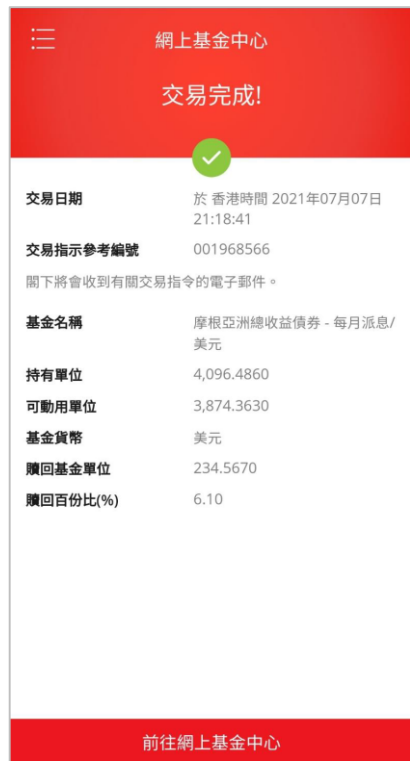 網上基金中心
交易完成!
交易日期 於 香港時間 2021年07月07日
21:18:41
交易指示參考編號 001968566
閣下將會收到有關交易指令的電子郵件。
基金名稱 摩根亞洲總收益債券 - 每月派息/
美元
持有單位 4,096.4860
可動用單位 3,874.3630
基金貨幣 美元
贖回基金單位 234.5670
贖回百份比(%) 6.10
前往網上基金中心